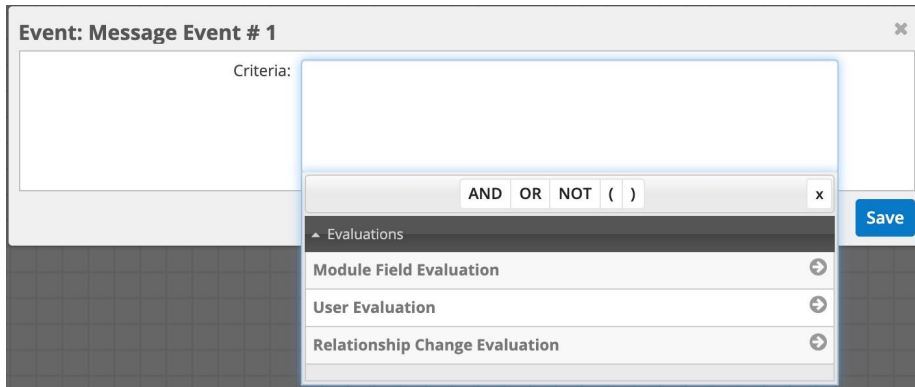 Event: Message Event # 1
Criteria:
AND OR NOT ( ) x
Save
Evaluations
Module Field Evaluation
User Evaluation
Relationship Change Evaluation